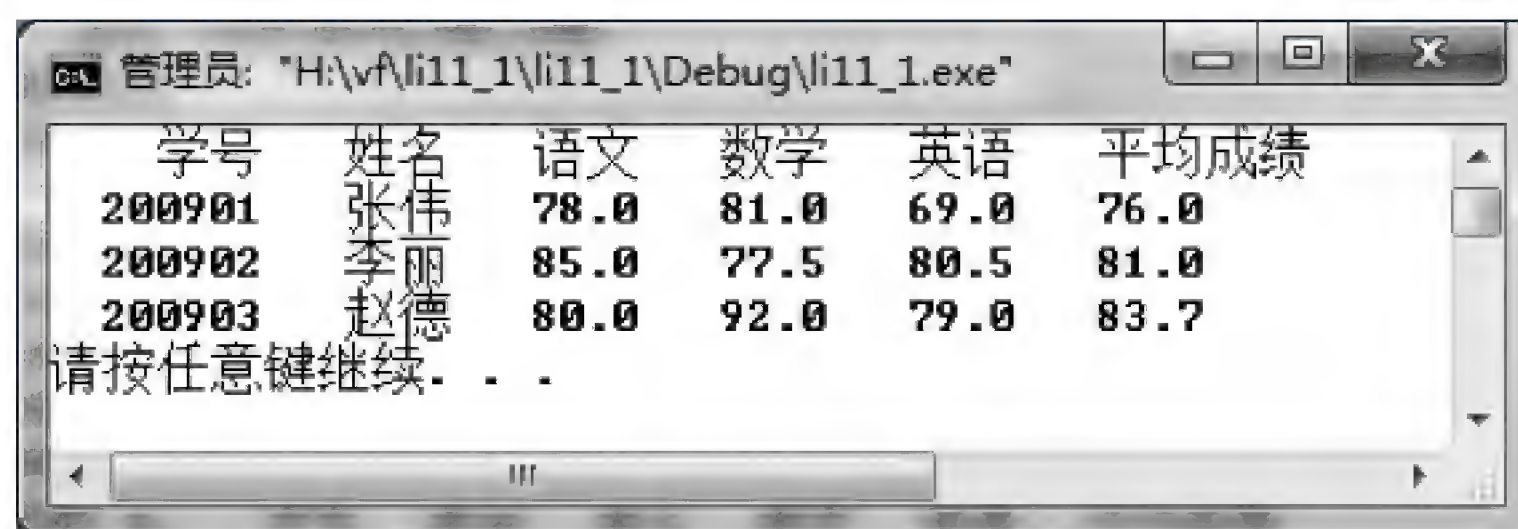 管理员: "H:\vf\li11_1\li11_1\Debug\li11_1.exe"
学号 姓名 语文 数学 英语 平均成绩
200901 张伟 78.0 81.0 69.0 76.0
200902 李丽 85.0 77.5 80.5 81.0
200903 赵德 80.0 92.0 79.0 83.7
请按任意键继续. . .